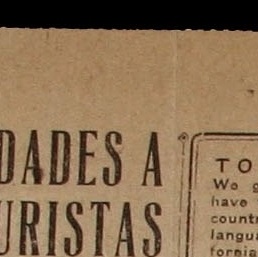 DADES A
URISTAS
TO
We g
have
countr
langua
fornia